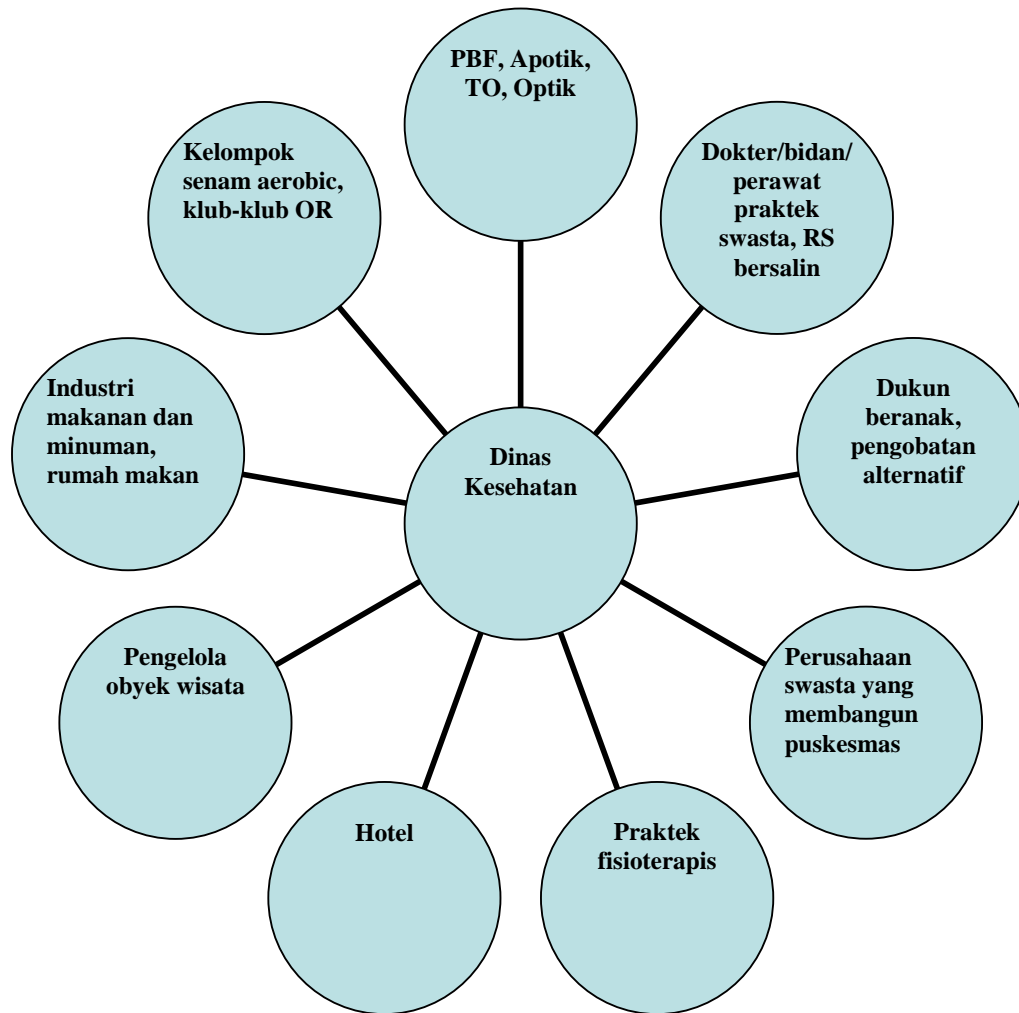 PBF, Apotik,
TO, Optik
Dokter/bidan/
perawat
praktek
swasta, RS
bersalin
Dukun
beranak,
pengobatan
alternatif
Perusahaan
swasta yang
membangun
puskesmas
Praktek
fisioterapis
Hotel
Pengelola
obyek wisata
Industri
makanan dan
minuman,
rumah makan
Kelompok
senam aerobic,
klub-klub OR
Dinas
Kesehatan